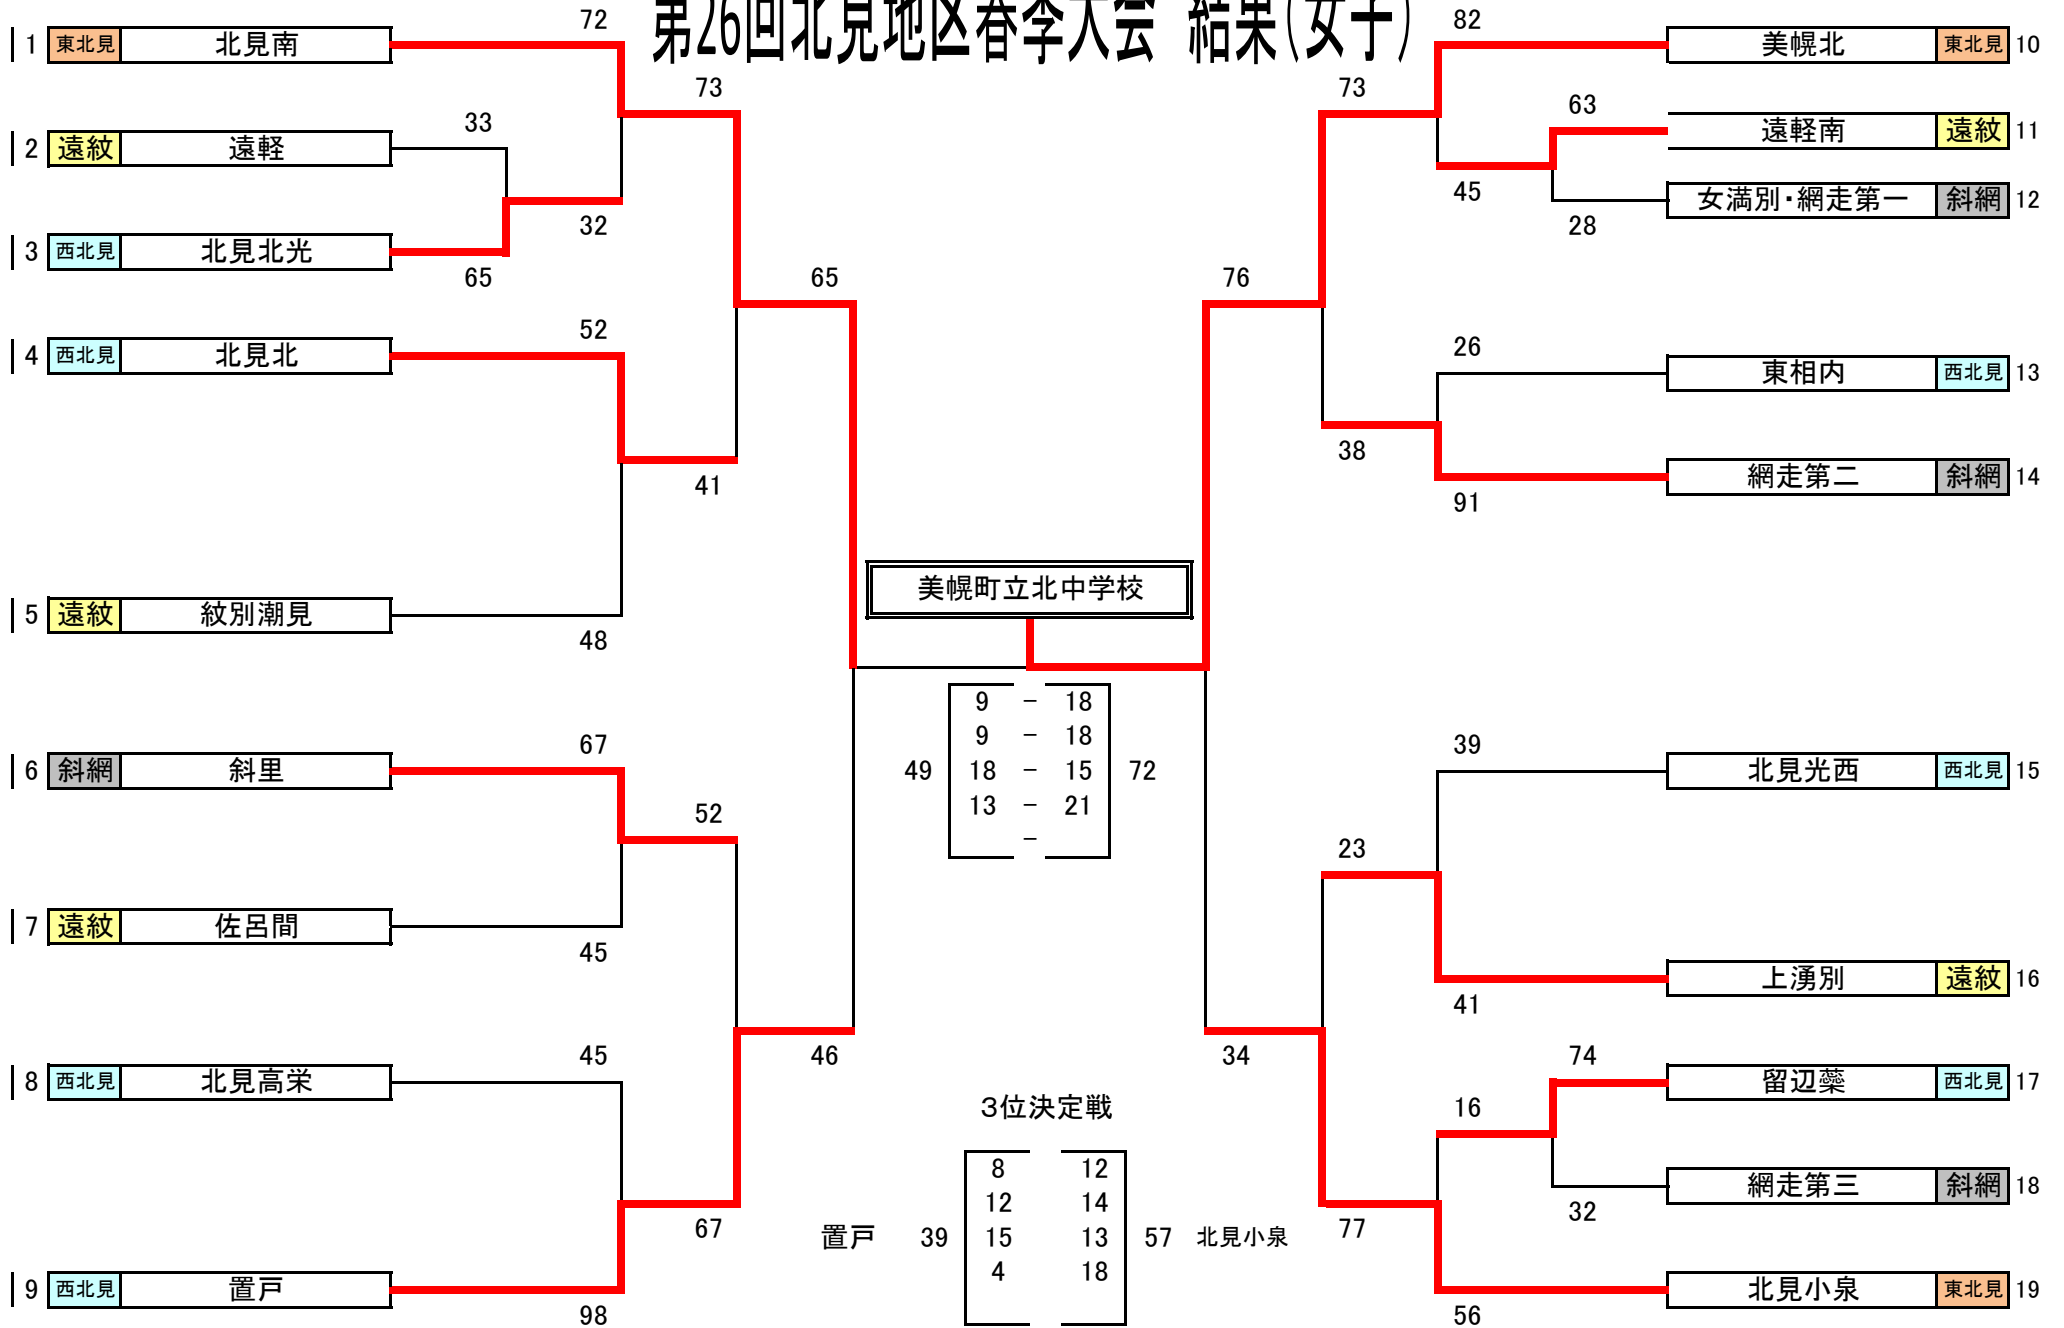 第26回北見地区春季大会 結果(女子)
1 東北見 北見南 72
73
2 遠紋 遠軽 33
32
3 西北見 北見北光 65
65
4 西北見 北見北 52
41
5 遠紋 紋別潮見 48
6 斜網 斜里 67
52
7 遠紋 佐呂間 45
46
8 西北見 北見高栄 45
67
9 西北見 置戸 98
美幌町立北中学校
9 - 18
9 - 18
49 18 - 15 72
13 - 21
-
3位決定戦
8 12
12 14
置戸 39 15 13 57 北見小泉
4 18
82 美幌北 東北見 10
73
63 遠軽南 遠紋 11
45
28 女満別・網走第一 斜網 12
76
26 東相内 西北見 13
38
91 網走第二 斜網 14
39 北見光西 西北見 15
23
41 上湧別 遠紋 16
34
74 留辺蘂 西北見 17
16
32 網走第三 斜網 18
77
56 北見小泉 東北見 19